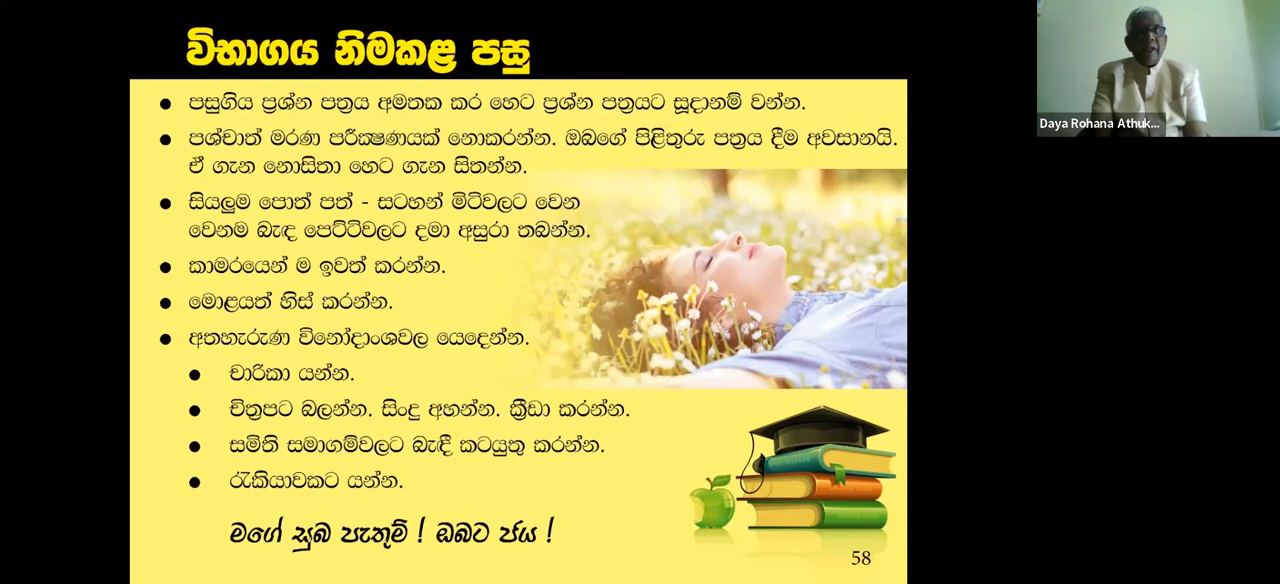 විභාගය නිමකළ පසු
• පසුගිය ප්‍රශ්න පත්‍රය අමතක කර හෙට ප්‍රශ්න පත්‍රයට සූදානම් වන්න.
• පශ්චාත් මරණ පරීක්‍ෂණයක් නොකරන්න. ඔබගේ පිළිතුරු පත්‍රය දීම අවසානයි.
ඒ ගැන නොසිතා හෙට ගැන සිතන්න.
• සියලුම පොත් පත් - සටහන් මිටිවලට වෙන
වෙනම බැඳ පෙට්ටිවලට දමා අසුරා තබන්න.
• කාමරයෙන් ම ඉවත් කරන්න.
• මොළයත් හිස් කරන්න.
• අතහැරුණ විනෝදාංශවල යෙදෙන්න.
• චාරිකා යන්න.
• චිත්‍රපට බලන්න. සිංදු අහන්න. ක්‍රීඩා කරන්න.
• සමිති සමාගම්වලට බැඳී කටයුතු කරන්න.
• රැකියාවකට යන්න.
මගේ සුබ පැතුම් ! ඔබට ජය !
58
Daya Rohana Athuk...